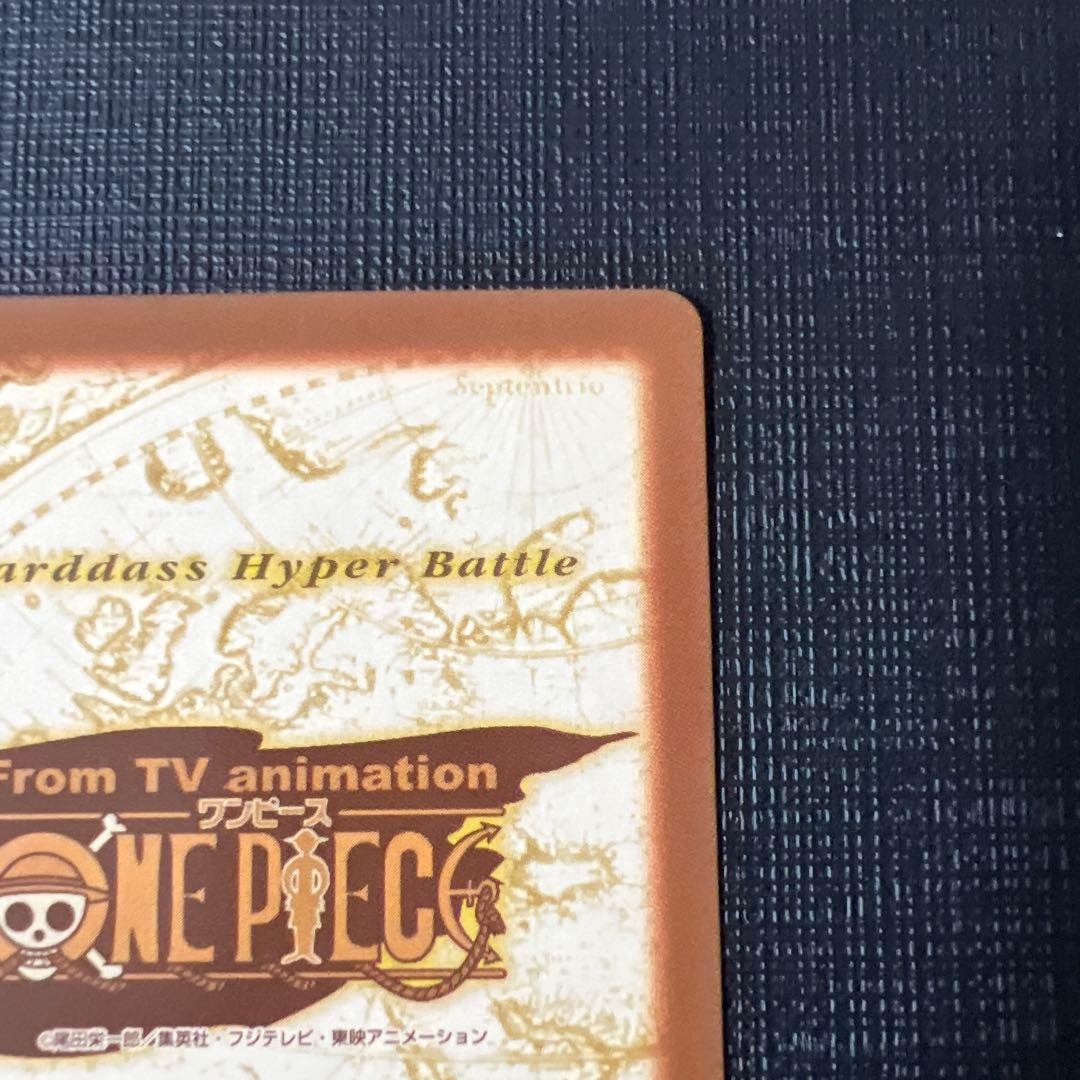 Septentrio
arddass Hyper Battle
From TV animation
ワンピース
ONE PIECE
©尾田栄一郎／集英社・フジテレビ・東映アニメーション